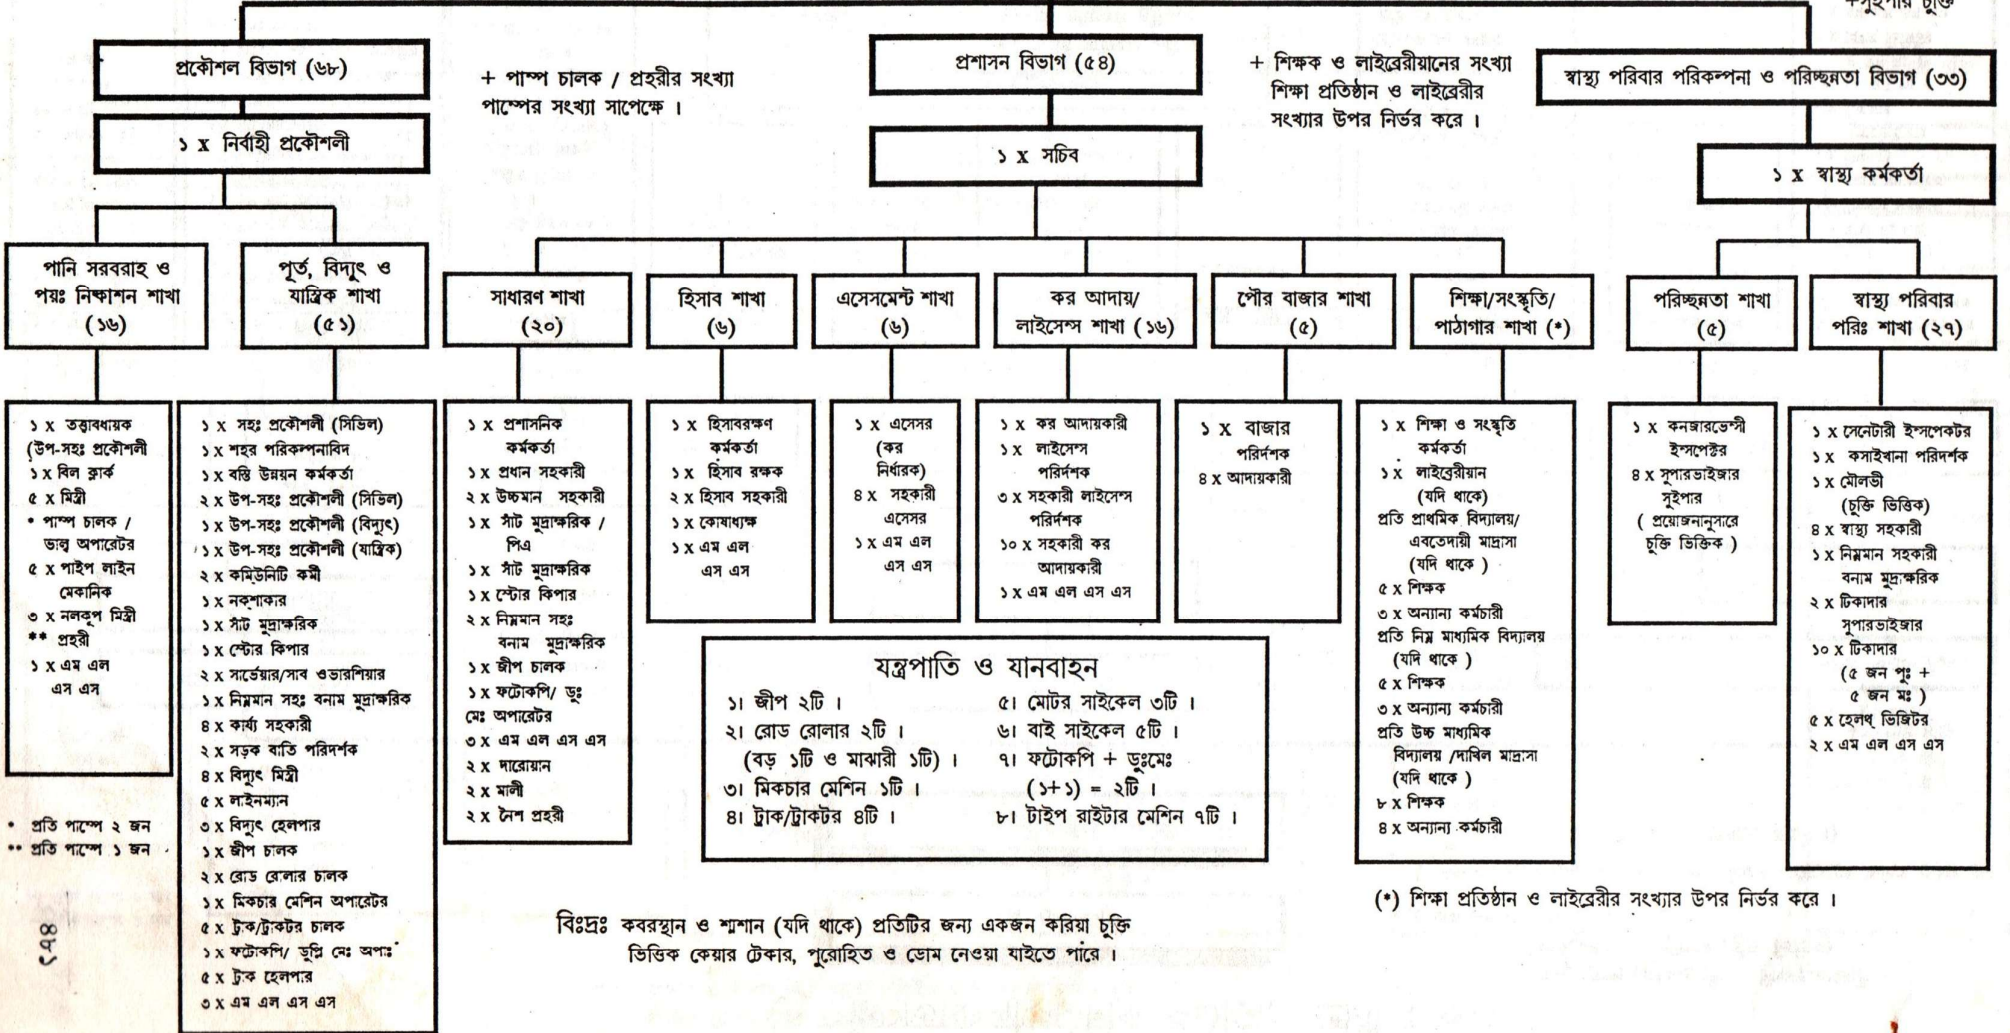 +সুইপার চুক্তি
প্রকৌশল বিভাগ (৬৮)
১ x নির্বাহী প্রকৌশলী
+ পাম্প চালক / প্রহরীর সংখ্যা
পাম্পের সংখ্যা সাপেক্ষে ।
প্রশাসন বিভাগ (৫৪)
১ x সচিব
+ শিক্ষক ও লাইব্রেরীয়ানের সংখ্যা
শিক্ষা প্রতিষ্ঠান ও লাইব্রেরীর
সংখ্যার উপর নির্ভর করে ।
স্বাস্থ্য পরিবার পরিকল্পনা ও পরিচ্ছন্নতা বিভাগ (৩৩)
১ x স্বাস্থ্য কর্মকর্তা
পানি সরবরাহ ও
পয়ঃ নিষ্কাশন শাখা
(১৬)
পূর্ত, বিদ্যুৎ ও
যান্ত্রিক শাখা
(৫১)
সাধারণ শাখা
(২০)
হিসাব শাখা
(৬)
এসেসমেন্ট শাখা
(৬)
কর আদায়/
লাইসেন্স শাখা (১৬)
পৌর বাজার শাখা
(৫)
শিক্ষা/সংস্কৃতি/
পাঠাগার শাখা (*)
পরিচ্ছন্নতা শাখা
(৫)
স্বাস্থ্য পরিবার
পরিঃ শাখা (২৭)
১ x তত্ত্বাবধায়ক
(উপ-সহঃ প্রকৌশলী
১ x বিল ক্লার্ক
৫ x মিস্ত্রী
* পাম্প চালক /
ভাল্ব অপারেটর
৫ x পাইপ লাইন
মেকানিক
৩ x নলকুপ মিস্ত্রী
** প্রহরী
১ x এম এল
এস এস
* প্রতি পাম্পে ২ জন
** প্রতি পাম্পে ১ জন
১ x সহঃ প্রকৌশলী (সিভিল)
১ x শহর পরিকল্পনাবিদ
১ x বস্তি উন্নয়ন কর্মকর্তা
২ x উপ-সহঃ প্রকৌশলী (সিভিল)
১ x উপ-সহঃ প্রকৌশলী (বিদ্যুৎ)
১ x উপ-সহঃ প্রকৌশলী (যান্ত্রিক)
২ x কমিউনিটি কর্মী
১ x নক্শাকার
১ x সাঁট মুদ্রাক্ষরিক
১ x স্টোর কিপার
২ x সার্ভেয়ার/সাব ওভারশিয়ার
১ x নিম্নমান সহঃ বনাম মুদ্রাক্ষরিক
৪ x কার্য্য সহকারী
২ x সড়ক বাতি পরিদর্শক
৪ x বিদ্যুৎ মিস্ত্রী
৫ x লাইনম্যান
৩ x বিদ্যুৎ হেলপার
১ x জীপ চালক
২ x রোড রোলার চালক
১ x মিকচার মেশিন অপারেটর
৫ x ট্রাক/ট্রাকটর চালক
১ x ফটোকপি/ ডুপ্লি মেঃ অপাঃ
৫ x ট্রাক হেলপার
৩ x এম এল এস এস
১ x প্রশাসনিক
কর্মকর্তা
১ x প্রধান সহকারী
২ x উচ্চমান সহকারী
১ x সাঁট মুদ্রাক্ষরিক /
পিএ
১ x সাঁট মুদ্রাক্ষরিক
১ x স্টোর কিপার
২ x নিম্নমান সহঃ
বনাম মুদ্রাক্ষরিক
১ x জীপ চালক
১ x ফটোকপি/ ডুঃ
মেঃ অপারেটর
৩ x এম এল এস এস
২ x দারোয়ান
২ x মালী
২ x নৈশ প্রহরী
১ x হিসাবরক্ষণ
কর্মকর্তা
১ x হিসাব রক্ষক
২ x হিসাব সহকারী
১ x কোষাধ্যক্ষ
১ x এম এল
এস এস
১ x এসেসর
(কর
নির্ধারক)
৪ x সহকারী
এসেসর
১ x এম এল
এস এস
১ x কর আদায়কারী
১ x লাইসেন্স
পরিদর্শক
৩ x সহকারী লাইসেন্স
পরিদর্শক
১০ x সহকারী কর
আদায়কারী
১ x এম এল এস এস
১ x বাজার
পরিদর্শক
৪ x আদায়কারী
১ x শিক্ষা ও সংস্কৃতি
কর্মকর্তা
১ x লাইব্রেরীয়ান
(যদি থাকে)
প্রতি প্রাথমিক বিদ্যালয়/
এবতেদায়ী মাদ্রাসা
(যদি থাকে )
৫ x শিক্ষক
৩ x অন্যান্য কর্মচারী
প্রতি নিম্ন মাধ্যমিক বিদ্যালয়
(যদি থাকে )
৫ x শিক্ষক
৩ x অন্যান্য কর্মচারী
প্রতি উচ্চ মাধ্যমিক
বিদ্যালয় /দাখিল মাদ্রাসা
(যদি থাকে )
৮ x শিক্ষক
৪ x অন্যান্য কর্মচারী
১ x কনজারভেন্সী
ইন্সপেক্টর
৪ x সুপারভাইজার
সুইপার
( প্রয়োজনানুসারে
চুক্তি ভিত্তিক )
১ x সেনেটারী ইন্সপেকটর
১ x কসাইখানা পরিদর্শক
১ x মৌলভী
(চুক্তি ভিত্তিক)
৪ x স্বাস্থ্য সহকারী
১ x নিম্নমান সহকারী
বনাম মুদ্রাক্ষরিক
২ x টিকাদার
সুপারভাইজার
১০ x টিকাদার
(৫ জন পুঃ +
৫ জন মঃ )
৫ x হেলথ্ ভিজিটর
২ x এম এল এস এস
যন্ত্রপাতি ও যানবাহন
১। জীপ ২টি ।
২। রোড রোলার ২টি ।
(বড় ১টি ও মাঝারী ১টি) ।
৩। মিকচার মেশিন ১টি ।
৪। ট্রাক/ট্রাকটর ৪টি ।
৫। মোটর সাইকেল ৩টি ।
৬। বাই সাইকেল ৫টি ।
৭। ফটোকপি + ডুঃমেঃ
(১+১) = ২টি ।
৮। টাইপ রাইটার মেশিন ৭টি ।
(*) শিক্ষা প্রতিষ্ঠান ও লাইব্রেরীর সংখ্যার উপর নির্ভর করে ।
বিঃদ্রঃ কবরস্থান ও শ্মশান (যদি থাকে) প্রতিটির জন্য একজন করিয়া চুক্তি
ভিত্তিক কেয়ার টেকার, পুরোহিত ও ডোম নেওয়া যাইতে পারে ।
৪৮১